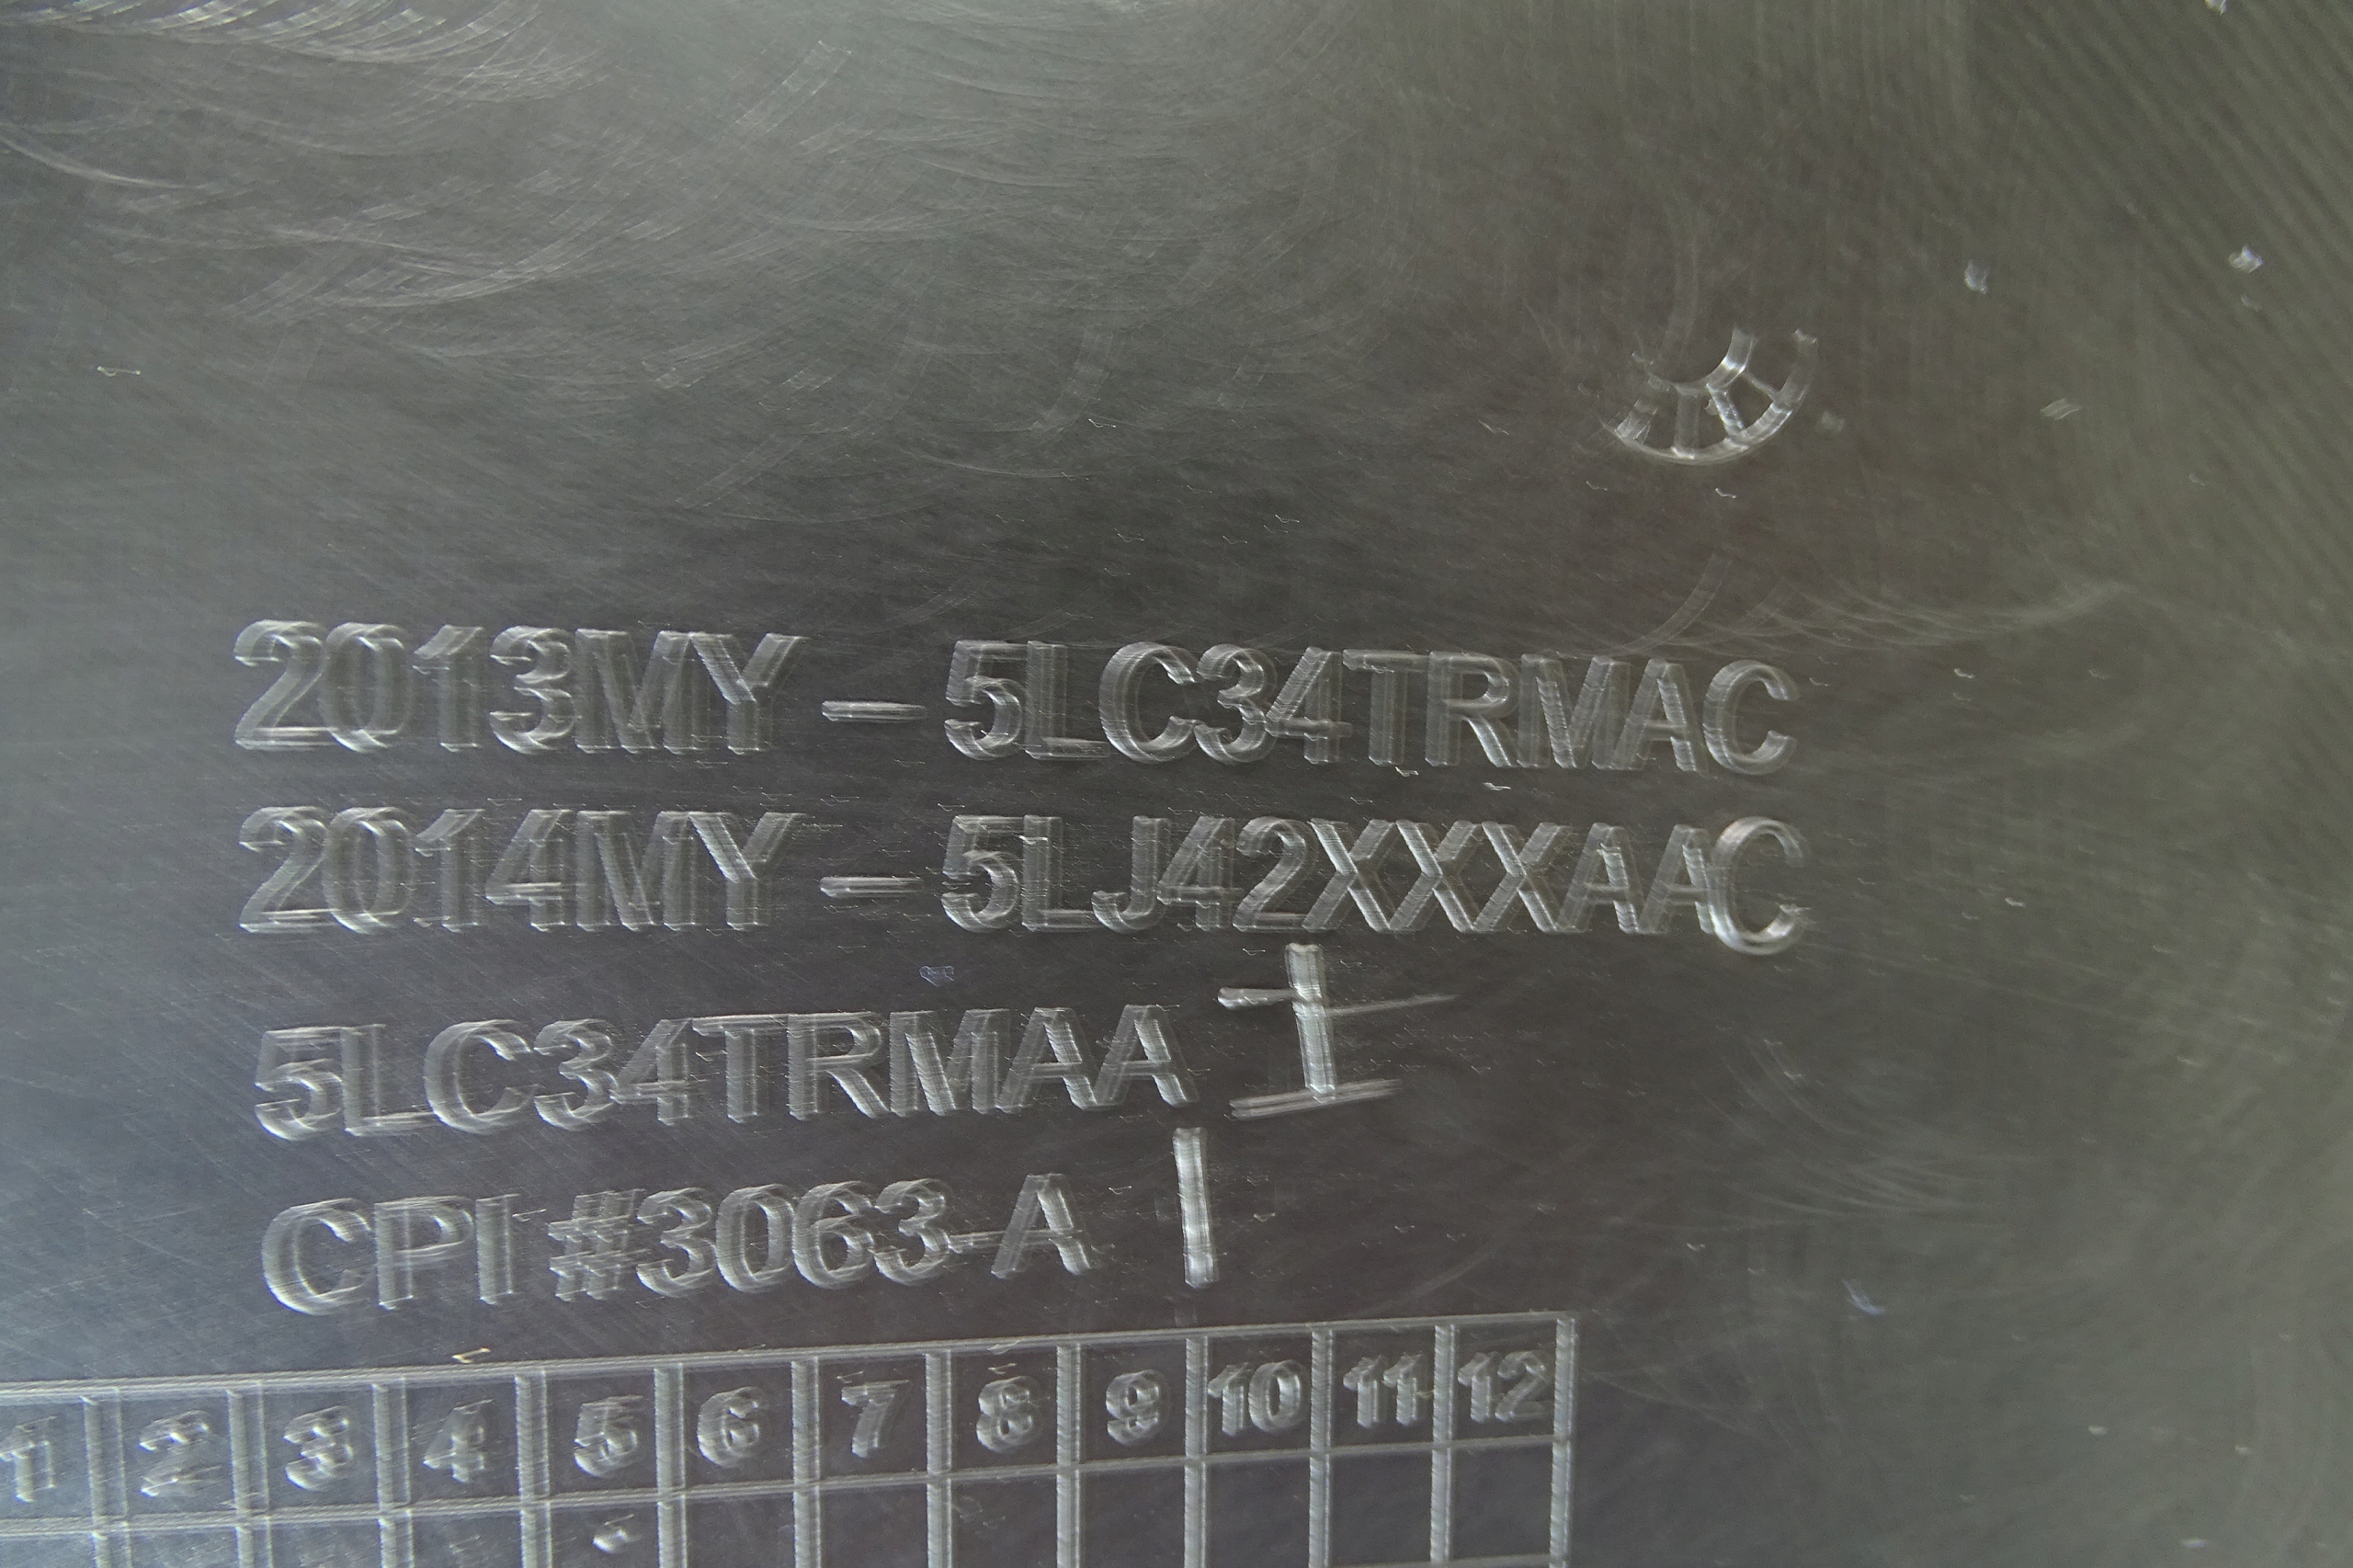 2013MY - 5LC34TRMAC
2014MY - 5LJ42XXXAAC
5LC34TRMAA I
CPI #3063-A I
1 2 3 4 5 6 7 8 9 10 11 12